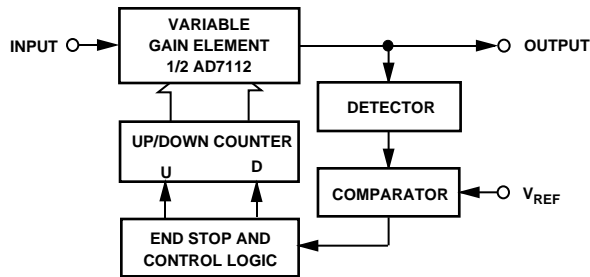 VARIABLE
GAIN ELEMENT
1/2 AD7112
INPUT
OUTPUT
DETECTOR
UP/DOWN COUNTER
U D
COMPARATOR
VREF
END STOP AND
CONTROL LOGIC